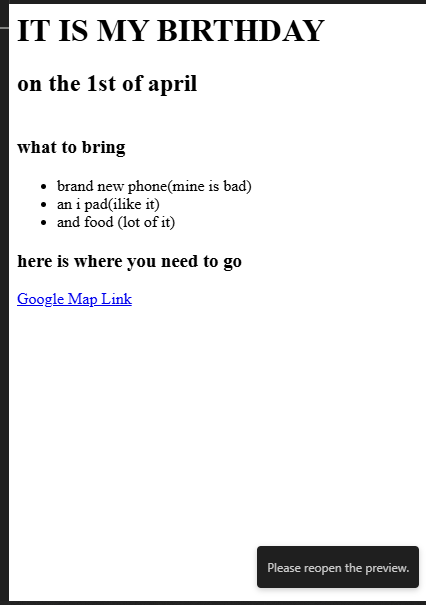 IT IS MY BIRTHDAY
on the 1st of april
what to bring
brand new phone(mine is bad)
an i pad(ilike it)
and food (lot of it)
here is where you need to go
Google Map Link
Please reopen the preview.